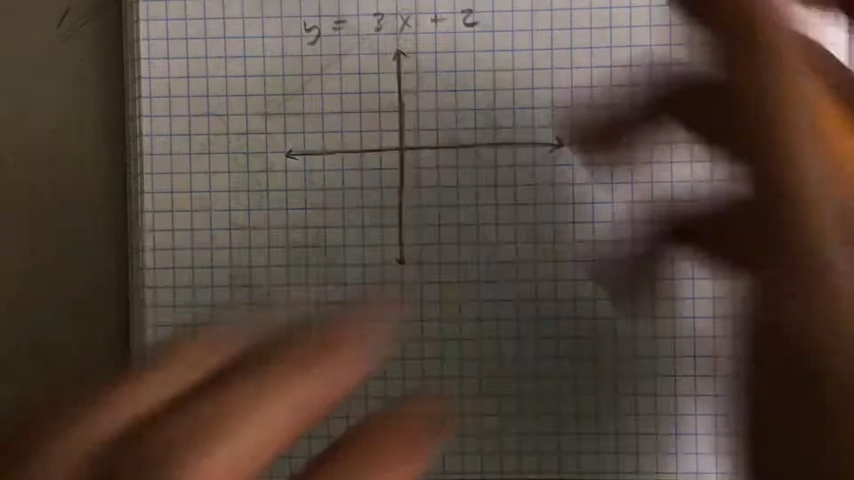 y = 3x + 2